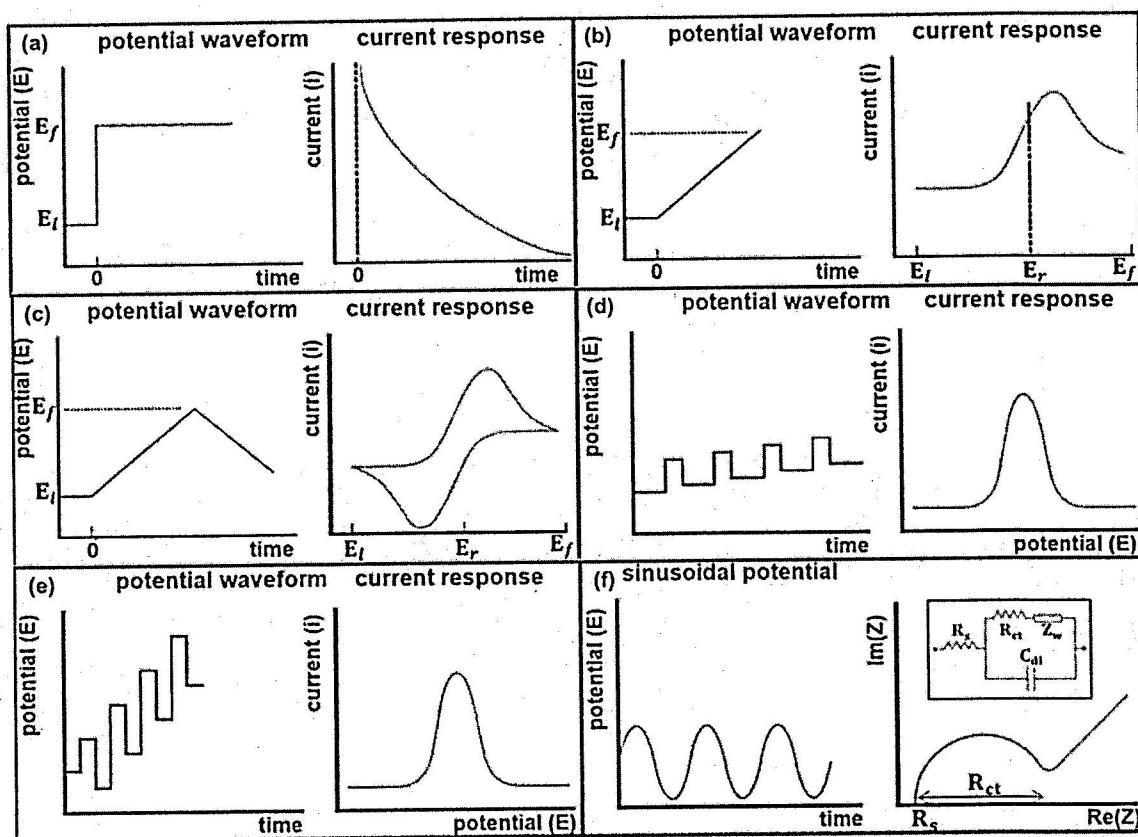 (a) potential waveform current response
potential (E)
E_f
E_i
0
time
current (i)
0
time
(b) potential waveform current response
potential (E)
E_f
E_i
0
time
current (i)
E_i E_r E_f
(c) potential waveform current response
potential (E)
E_f
E_i
0
time
current (i)
E_i E_r E_f
(d) potential waveform current response
potential (E)
time
current (i)
potential (E)
(e) potential waveform current response
potential (E)
time
current (i)
potential (E)
(f) sinusoidal potential
potential (E)
time
Im(Z)
R_s
R_ct Z_w
C_dl
R_ct
R_s
Re(Z)